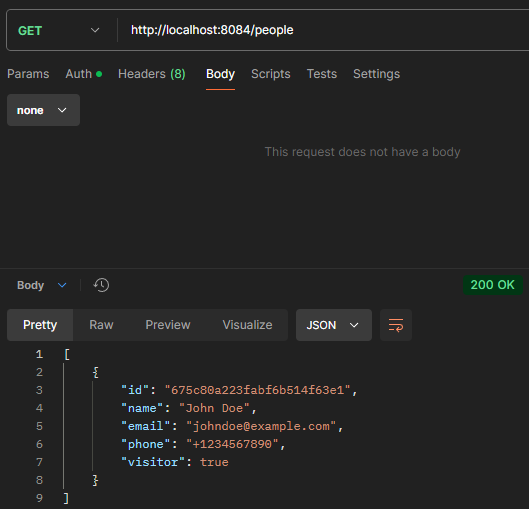 GET http://localhost:8084/people
Params Auth Headers (8) Body Scripts Tests Settings
none
This request does not have a body
Body 200 OK
Pretty Raw Preview Visualize JSON
1 [
2 {
3 "id": "675c80a223fabf6b514f63e1",
4 "name": "John Doe",
5 "email": "johndoe@example.com",
6 "phone": "+1234567890",
7 "visitor": true
8 }
9 ]